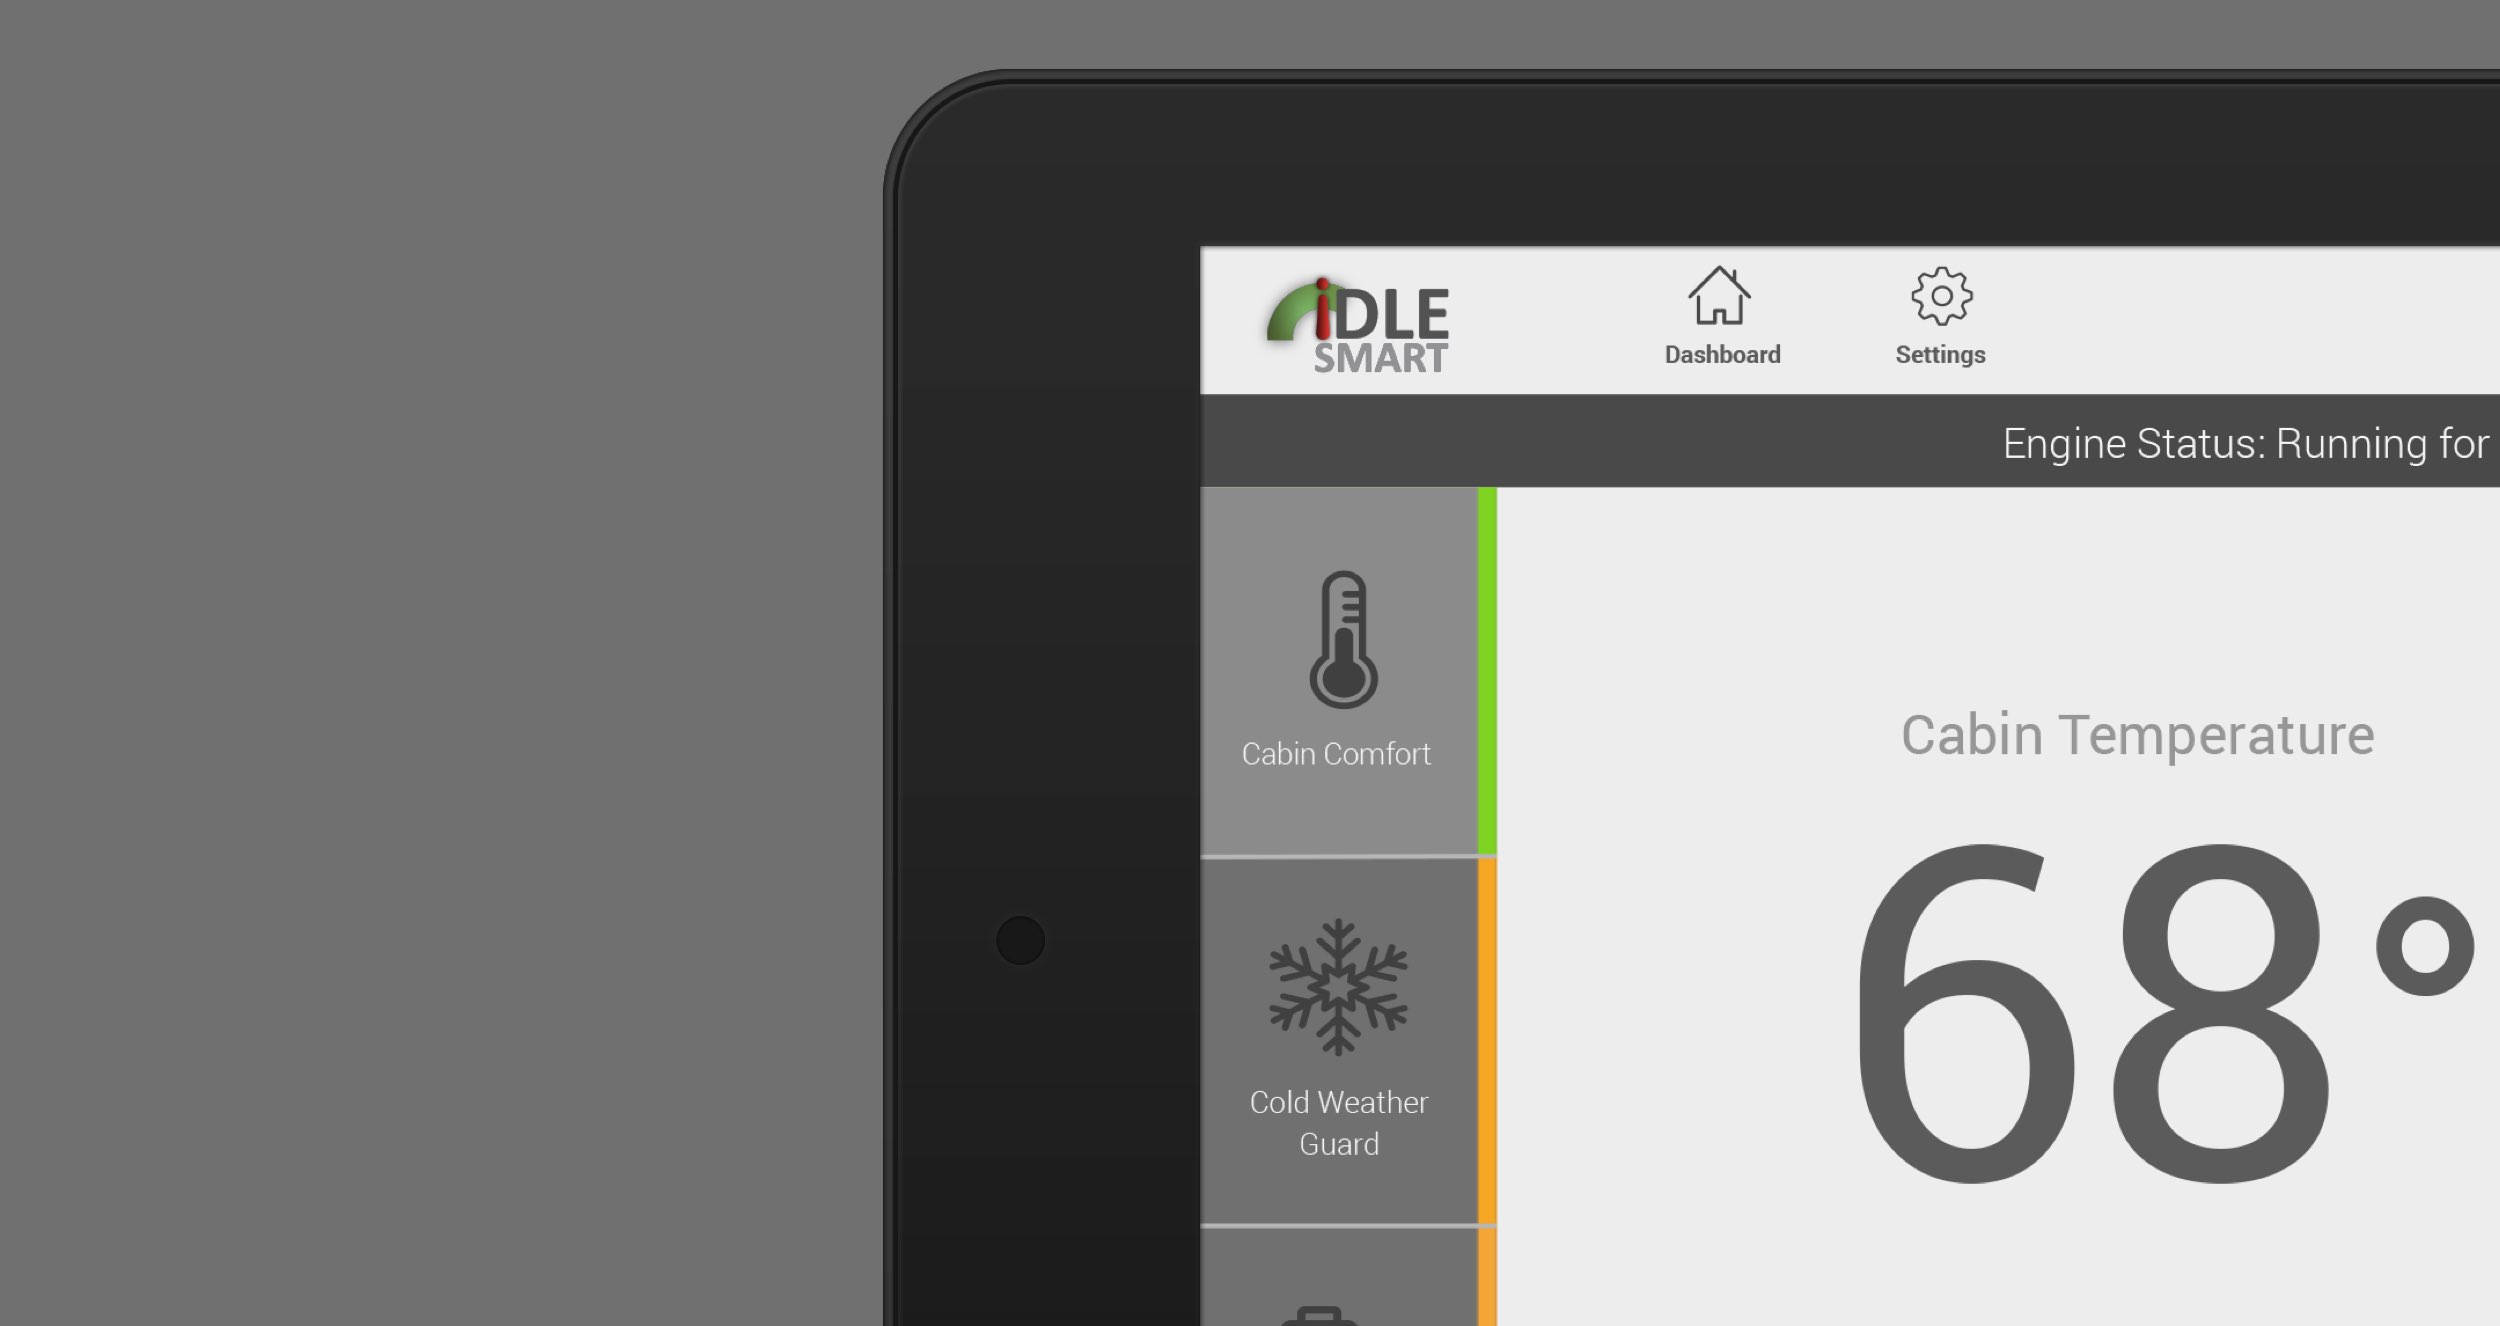 iDLE
SMART
Dashboard
Settings
Engine Status: Running for
Cabin Comfort
Cabin Temperature
68°
Cold Weather
Guard